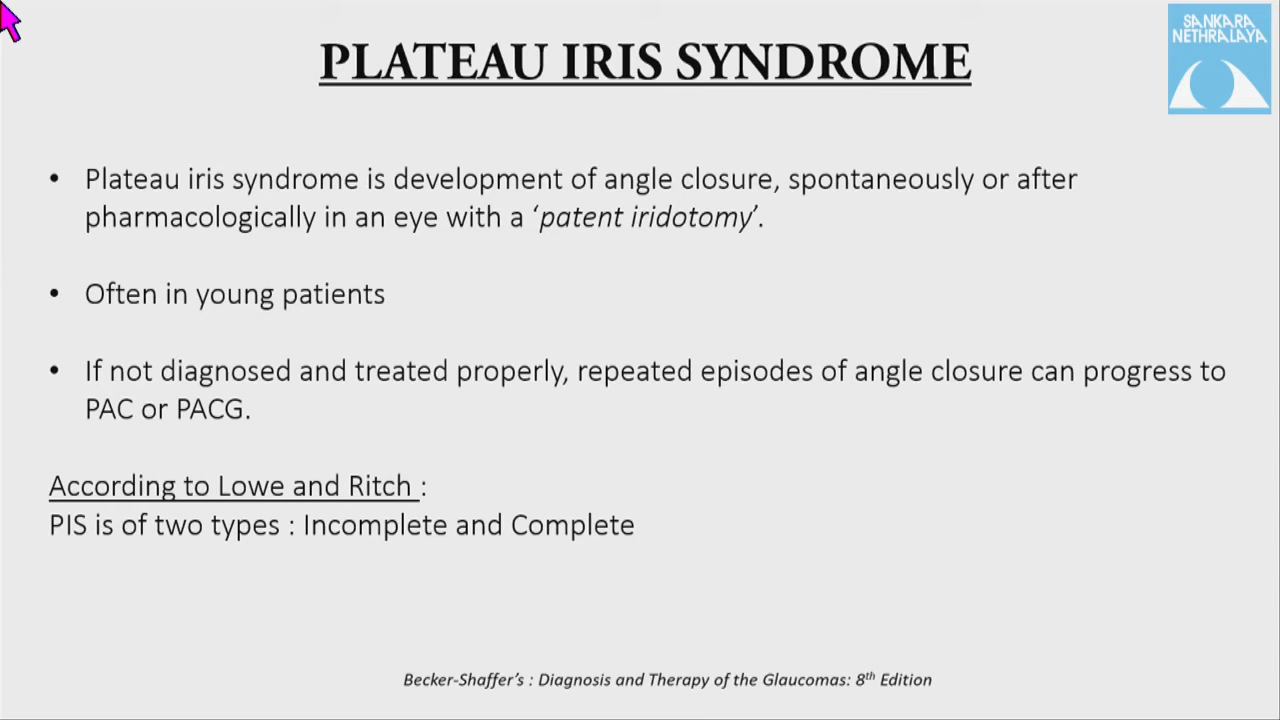 PLATEAU IRIS SYNDROME
SANKARA
NETHRALAYA
• Plateau iris syndrome is development of angle closure, spontaneously or after
pharmacologically in an eye with a ‘patent iridotomy’.
• Often in young patients
• If not diagnosed and treated properly, repeated episodes of angle closure can progress to
PAC or PACG.
According to Lowe and Ritch :
PIS is of two types : Incomplete and Complete
Becker-Shaffer’s : Diagnosis and Therapy of the Glaucomas: 8th Edition